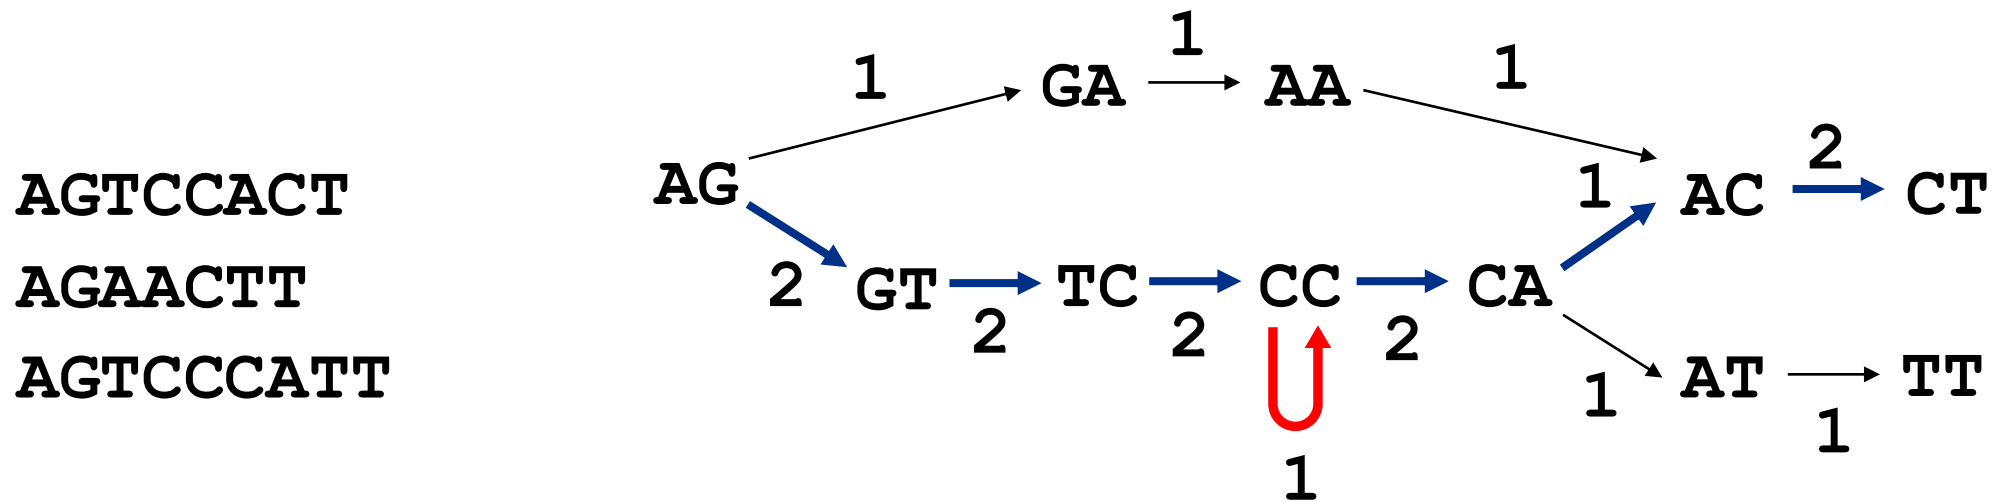 AGTCCACT
AGAACTT
AGTCCCATT
1
1
1
GA
AA
AG
2
1
AC
CT
GT
TC
CC
CA
2
2
2
2
1
AT
TT
1
1